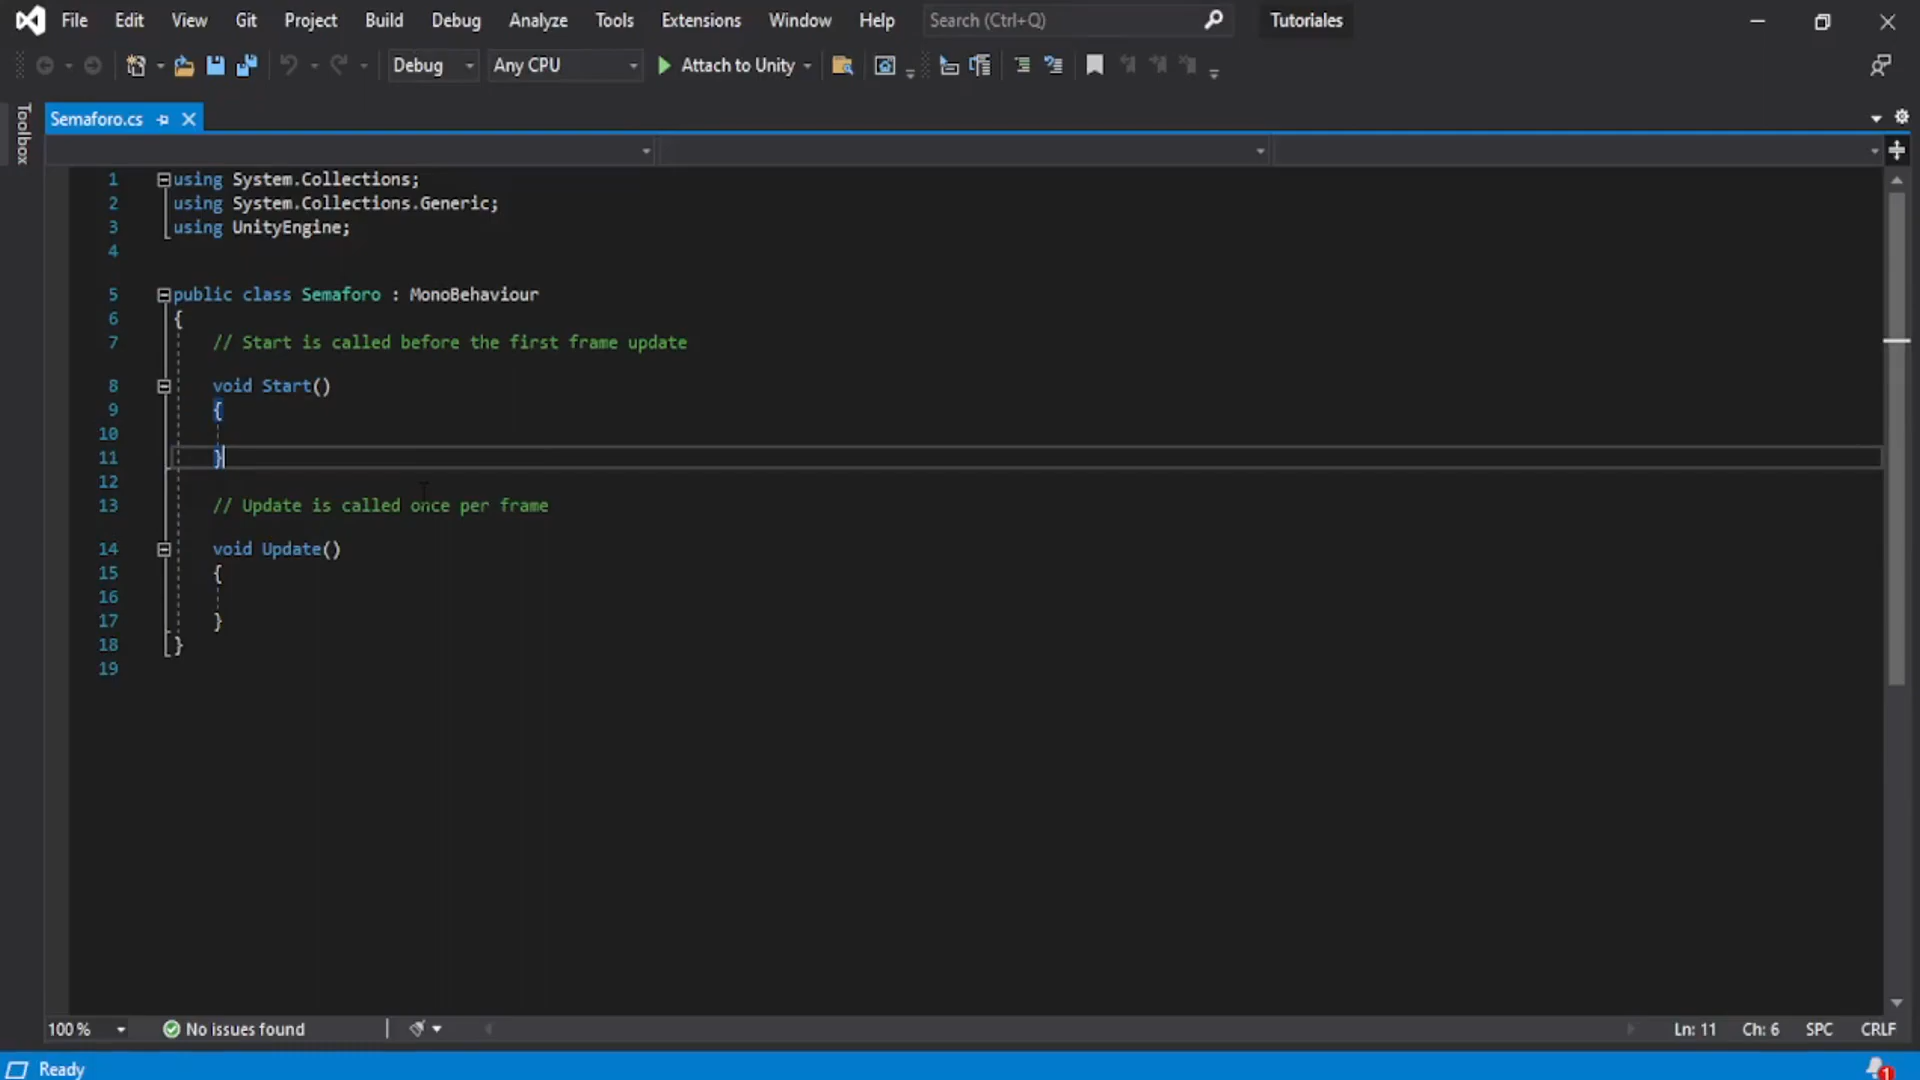 File Edit View Git Project Build Debug Analyze Tools Extensions Window Help Search (Ctrl+Q) Tutoriales
Debug Any CPU Attach to Unity
Toolbox
Semaforo.cs
1 using System.Collections;
2 using System.Collections.Generic;
3 using UnityEngine;
4
5 public class Semaforo : MonoBehaviour
6 {
7 // Start is called before the first frame update
8 void Start()
9 {
10
11 }
12
13 // Update is called once per frame
14 void Update()
15 {
16
17 }
18 }
19
100 % No issues found Ln: 11 Ch: 6 SPC CRLF
Ready 1